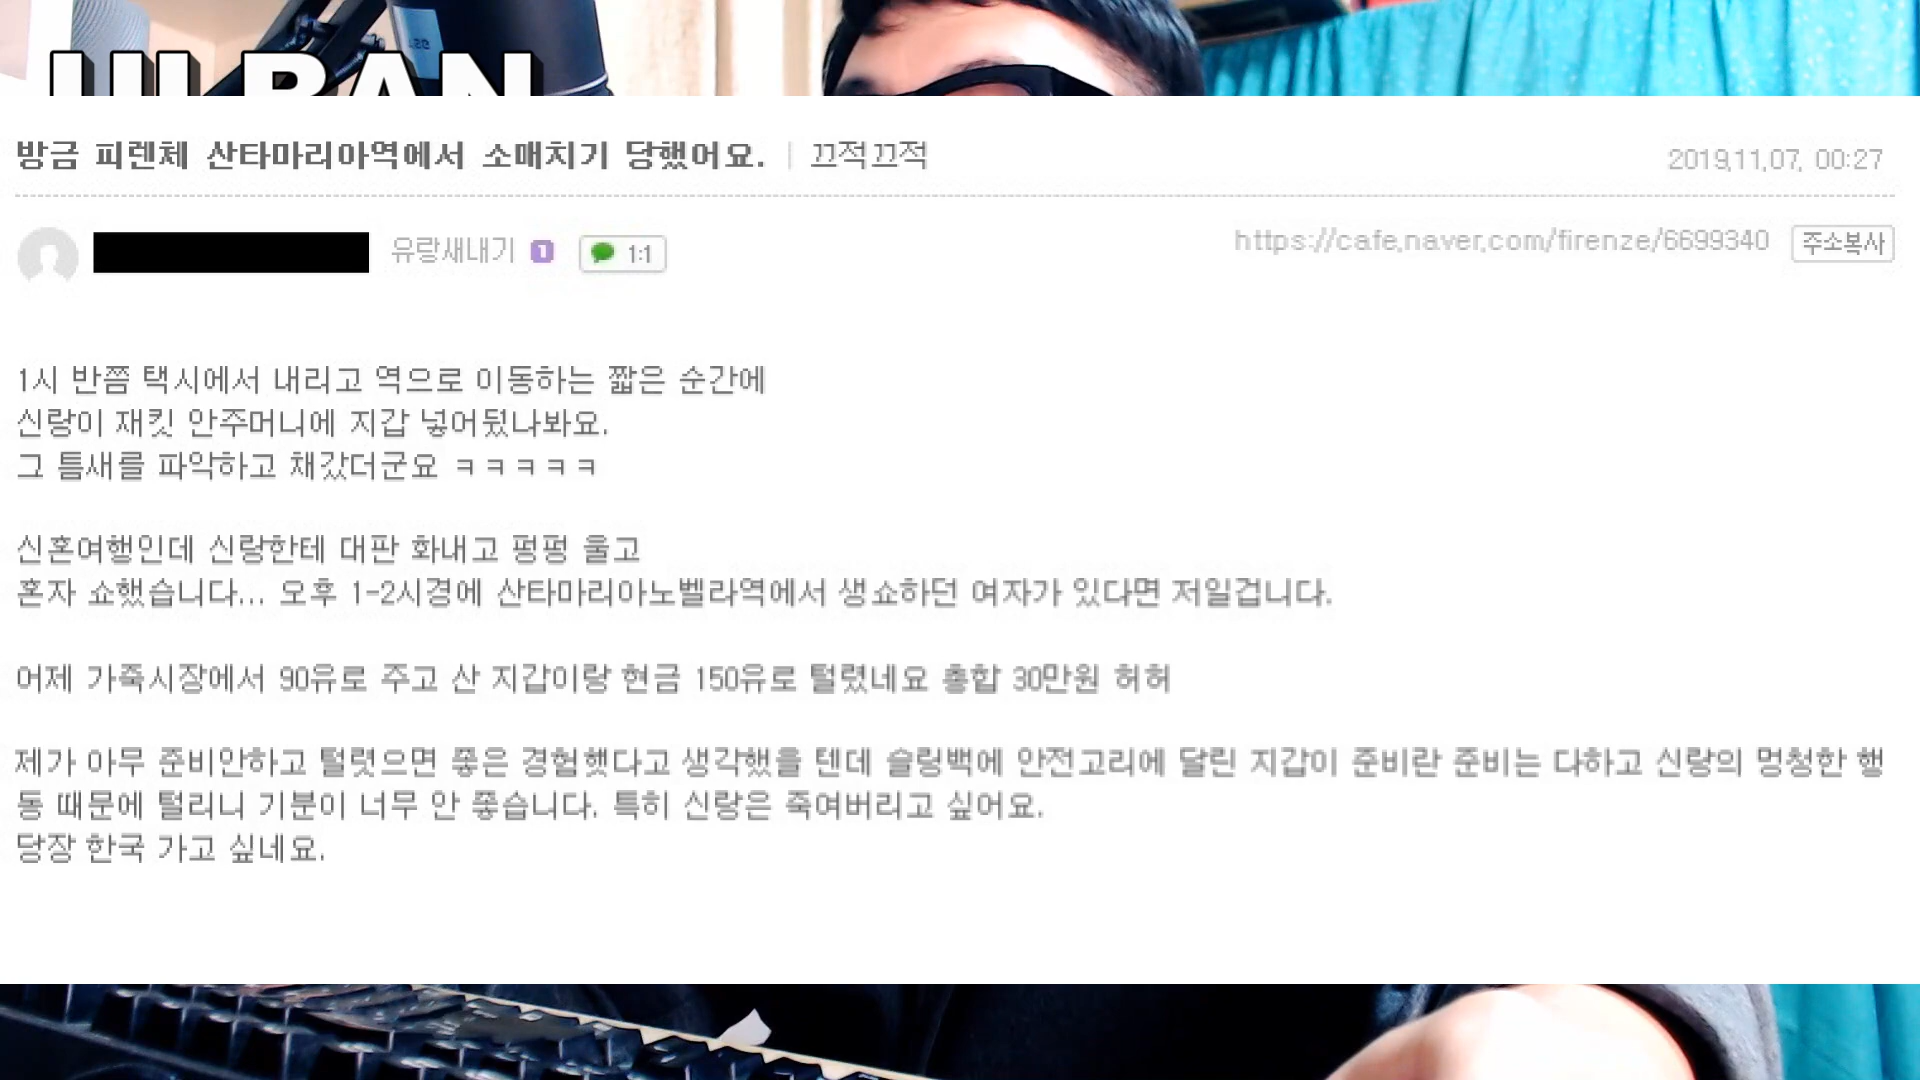 방금 피렌체 산타마리아역에서 소매치기 당했어요. | 끄적끄적
2019.11.07. 00:27
유랑새내기 1 1:1
https://cafe.naver.com/firenze/6699340 주소복사
1시 반쯤 택시에서 내리고 역으로 이동하는 짧은 순간에
신랑이 재킷 안주머니에 지갑 넣어뒀나봐요.
그 틈새를 파악하고 채갔더군요 ㅋㅋㅋㅋㅋ
신혼여행인데 신랑한테 대판 화내고 펑펑 울고
혼자 쇼했습니다... 오후 1-2시경에 산타마리아노벨라역에서 생쇼하던 여자가 있다면 저일겁니다.
어제 가죽시장에서 90유로 주고 산 지갑이랑 현금 150유로 털렸네요 총합 30만원 허허
제가 아무 준비안하고 털렷으면 좋은 경험햇다고 생각했을 텐데 슬링백에 안전고리에 달린 지갑이 준비란 준비는 다하고 신랑의 멍청한 행
동 때문에 털리니 기분이 너무 안 좋습니다. 특히 신랑은 죽여버리고 싶어요.
당장 한국 가고 싶네요.